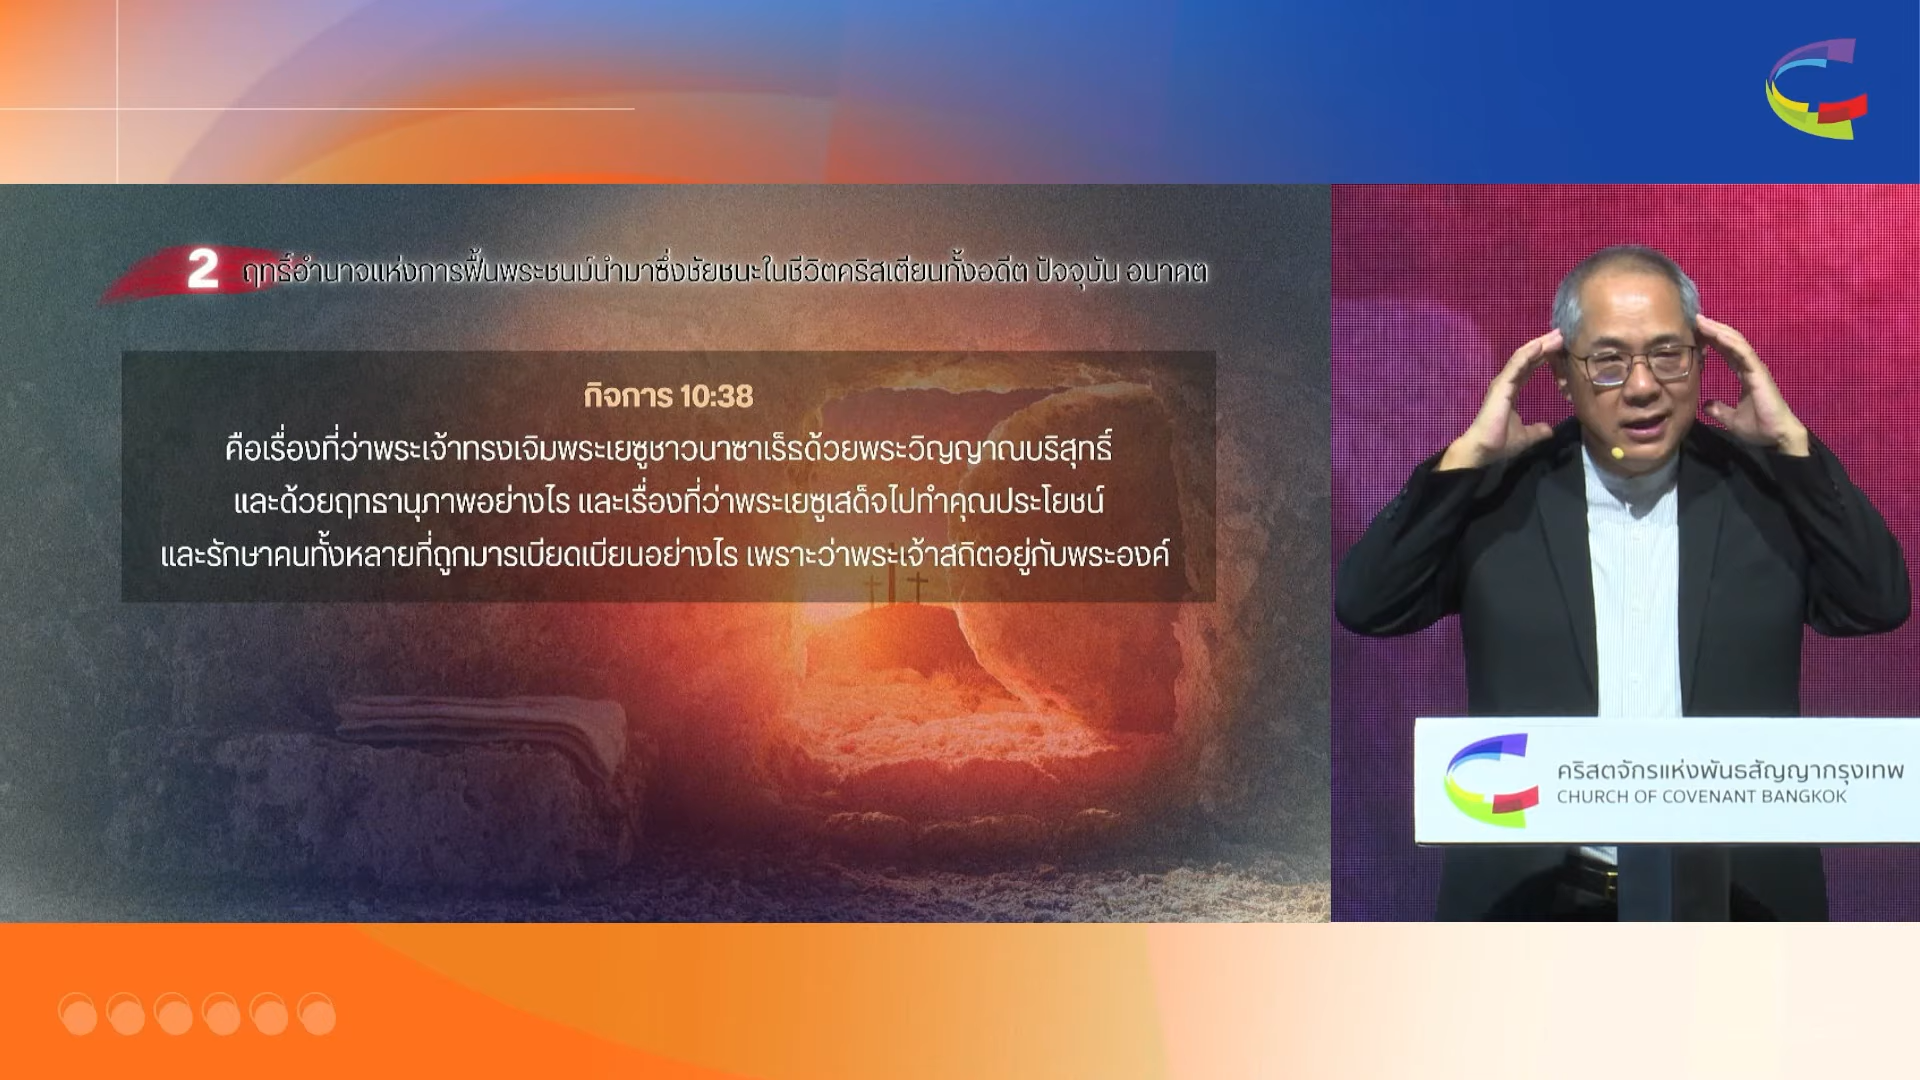 2 ฤทธิ์อำนาจแห่งการฟื้นพระชนม์นำมาซึ่งชัยชนะในชีวิตคริสเตียนทั้งอดีต ปัจจุบัน อนาคต
กิจการ 10:38
คือเรื่องที่ว่าพระเจ้าทรงเจิมพระเยซูชาวนาซาเร็ธด้วยพระวิญญาณบริสุทธิ์
และด้วยฤทธานุภาพอย่างไร และเรื่องที่ว่าพระเยซูเสด็จไปทำคุณประโยชน์
และรักษาคนทั้งหลายที่ถูกมารเบียดเบียนอย่างไร เพราะว่าพระเจ้าสถิตอยู่กับพระองค์
คริสตจักรแห่งพันธสัญญากรุงเทพ
CHURCH OF COVENANT BANGKOK